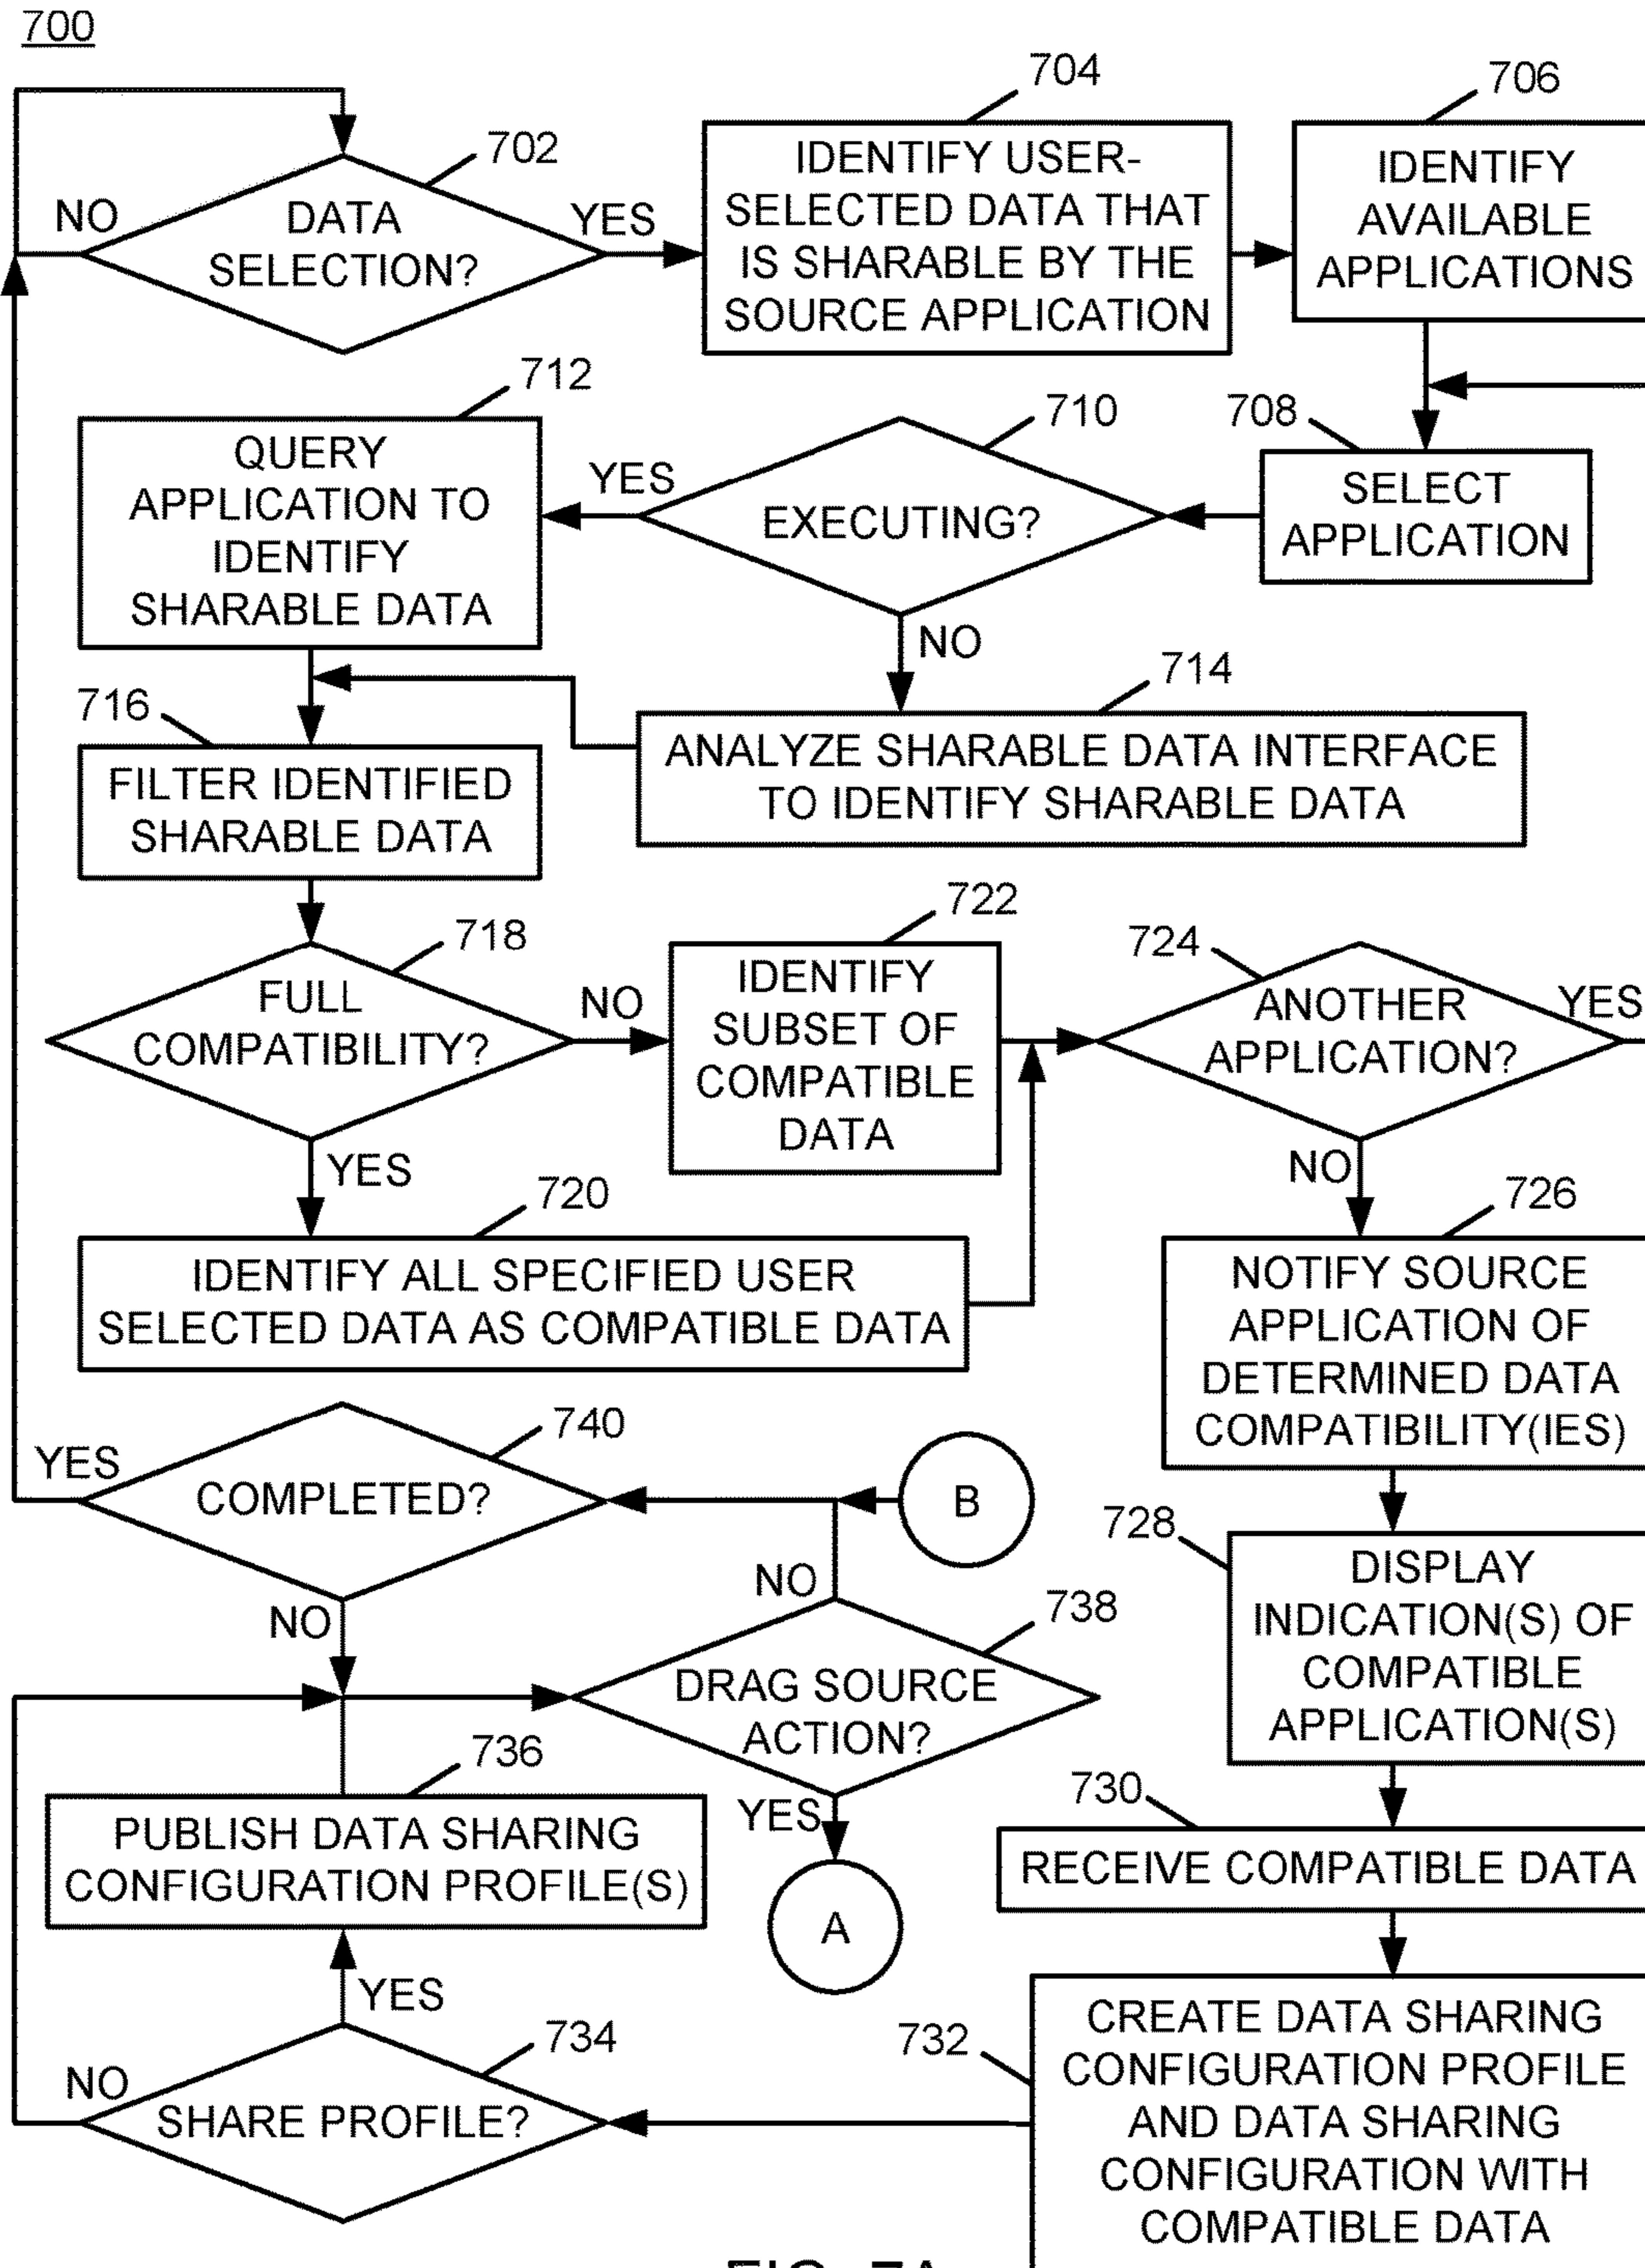 700
702
DATA
SELECTION?
NO
YES
704
IDENTIFY USER-
SELECTED DATA THAT
IS SHARABLE BY THE
SOURCE APPLICATION
706
IDENTIFY
AVAILABLE
APPLICATIONS
708
SELECT
APPLICATION
710
EXECUTING?
YES
NO
712
QUERY
APPLICATION TO
IDENTIFY
SHARABLE DATA
714
ANALYZE SHARABLE DATA INTERFACE
TO IDENTIFY SHARABLE DATA
716
FILTER IDENTIFIED
SHARABLE DATA
718
FULL
COMPATIBILITY?
NO
YES
722
IDENTIFY
SUBSET OF
COMPATIBLE
DATA
720
IDENTIFY ALL SPECIFIED USER
SELECTED DATA AS COMPATIBLE DATA
724
ANOTHER
APPLICATION?
YES
NO
726
NOTIFY SOURCE
APPLICATION OF
DETERMINED DATA
COMPATIBILITY(IES)
728
DISPLAY
INDICATION(S) OF
COMPATIBLE
APPLICATION(S)
730
RECEIVE COMPATIBLE DATA
732
CREATE DATA SHARING
CONFIGURATION PROFILE
AND DATA SHARING
CONFIGURATION WITH
COMPATIBLE DATA
734
SHARE PROFILE?
NO
YES
736
PUBLISH DATA SHARING
CONFIGURATION PROFILE(S)
738
DRAG SOURCE
ACTION?
NO
YES
A
B
740
COMPLETED?
YES
NO
FIG. 7A